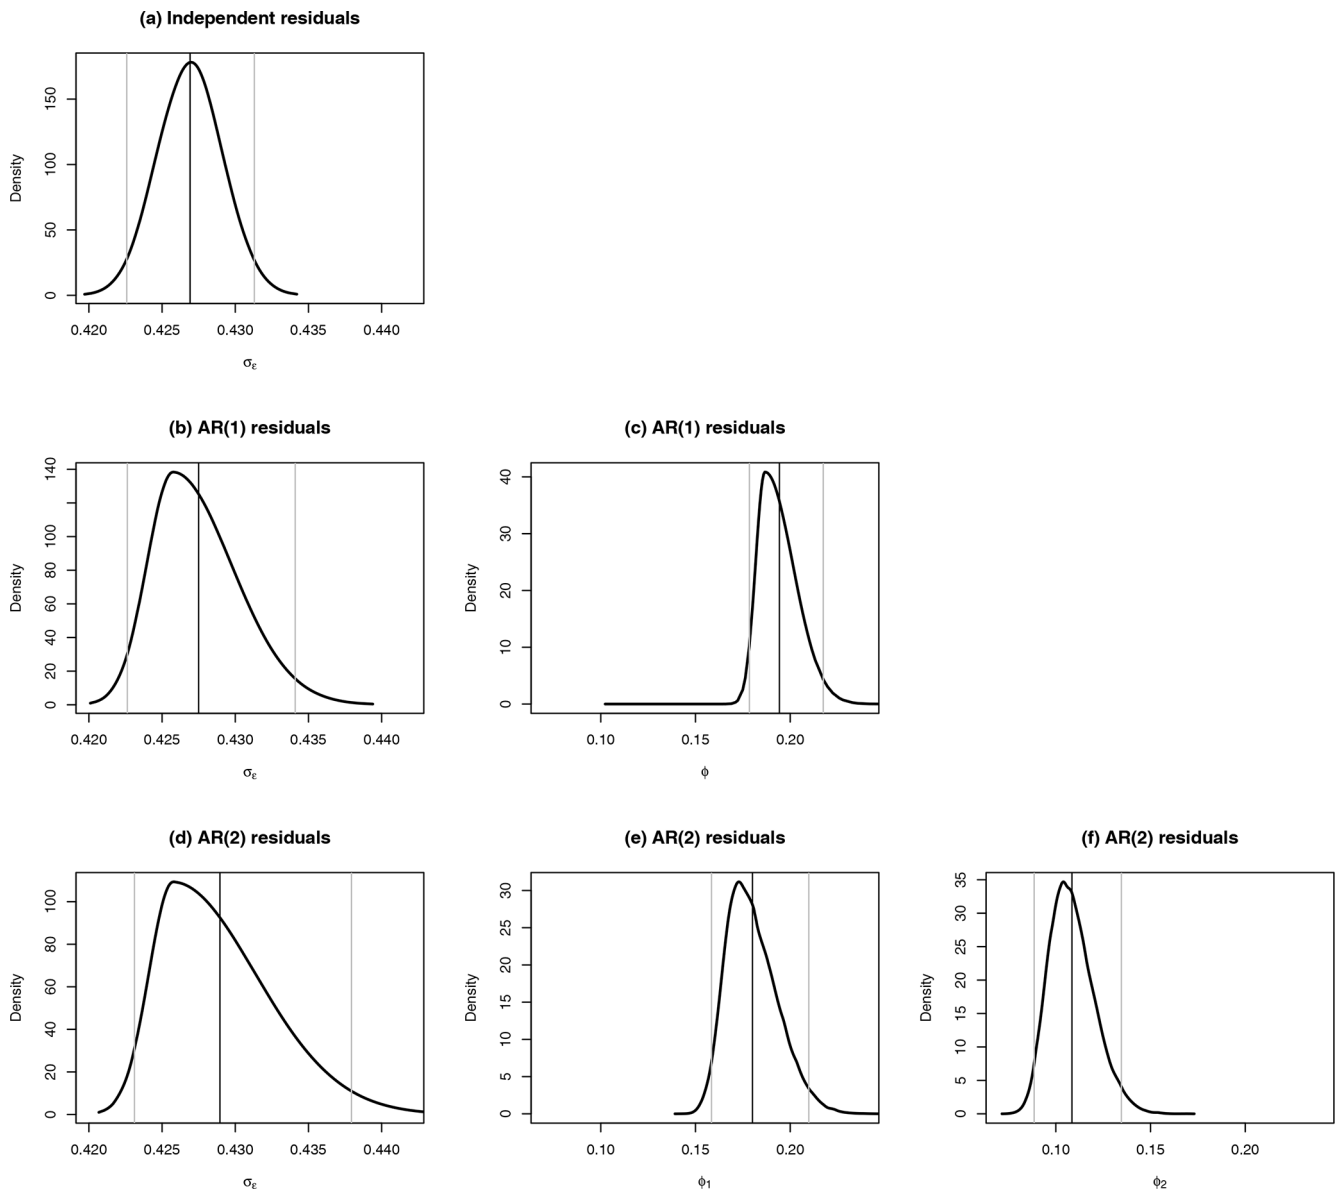 (a) Independent residuals
Density
0 50 100 150
0.420 0.425 0.430 0.435 0.440
σε
(b) AR(1) residuals
Density
0 20 40 60 80 100 140
0.420 0.425 0.430 0.435 0.440
σε
(c) AR(1) residuals
Density
0 10 20 30 40
0.10 0.15 0.20
ϕ
(d) AR(2) residuals
Density
0 20 40 60 80 100
0.420 0.425 0.430 0.435 0.440
σε
(e) AR(2) residuals
Density
0 5 10 15 20 25 30
0.10 0.15 0.20
ϕ1
(f) AR(2) residuals
Density
0 5 10 15 20 25 30 35
0.10 0.15 0.20
ϕ2